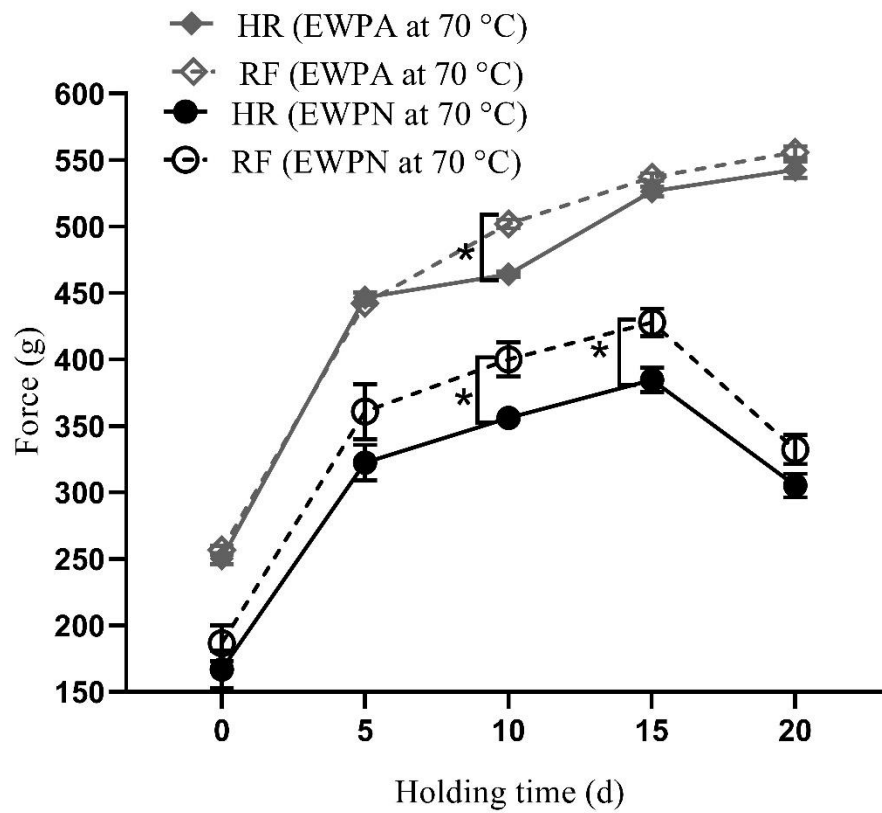 HR (EWPA at 70 °C)
RF (EWPA at 70 °C)
HR (EWPN at 70 °C)
RF (EWPN at 70 °C)
600
550
500
450
400
350
300
250
200
150
Force (g)
*
*
*
0 5 10 15 20
Holding time (d)